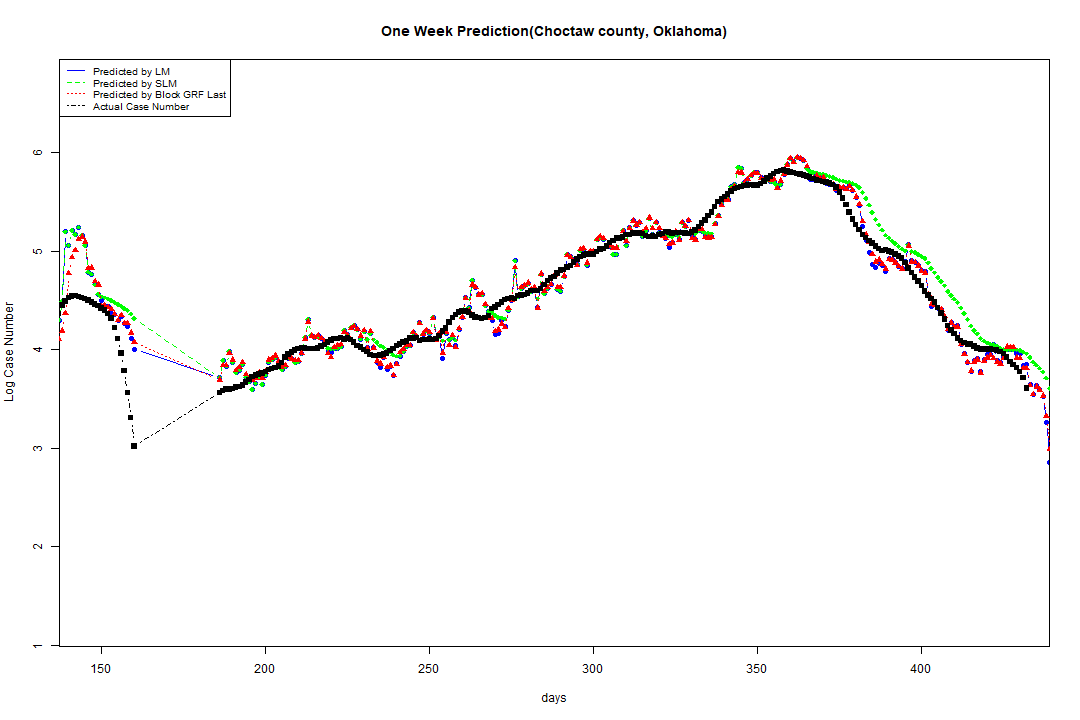 One Week Prediction(Choctaw county, Oklahoma)
Predicted by LM
Predicted by SLM
Predicted by Block GRF Last
Actual Case Number
Log Case Number
6
5
4
3
2
1
150 200 250 300 350 400
days